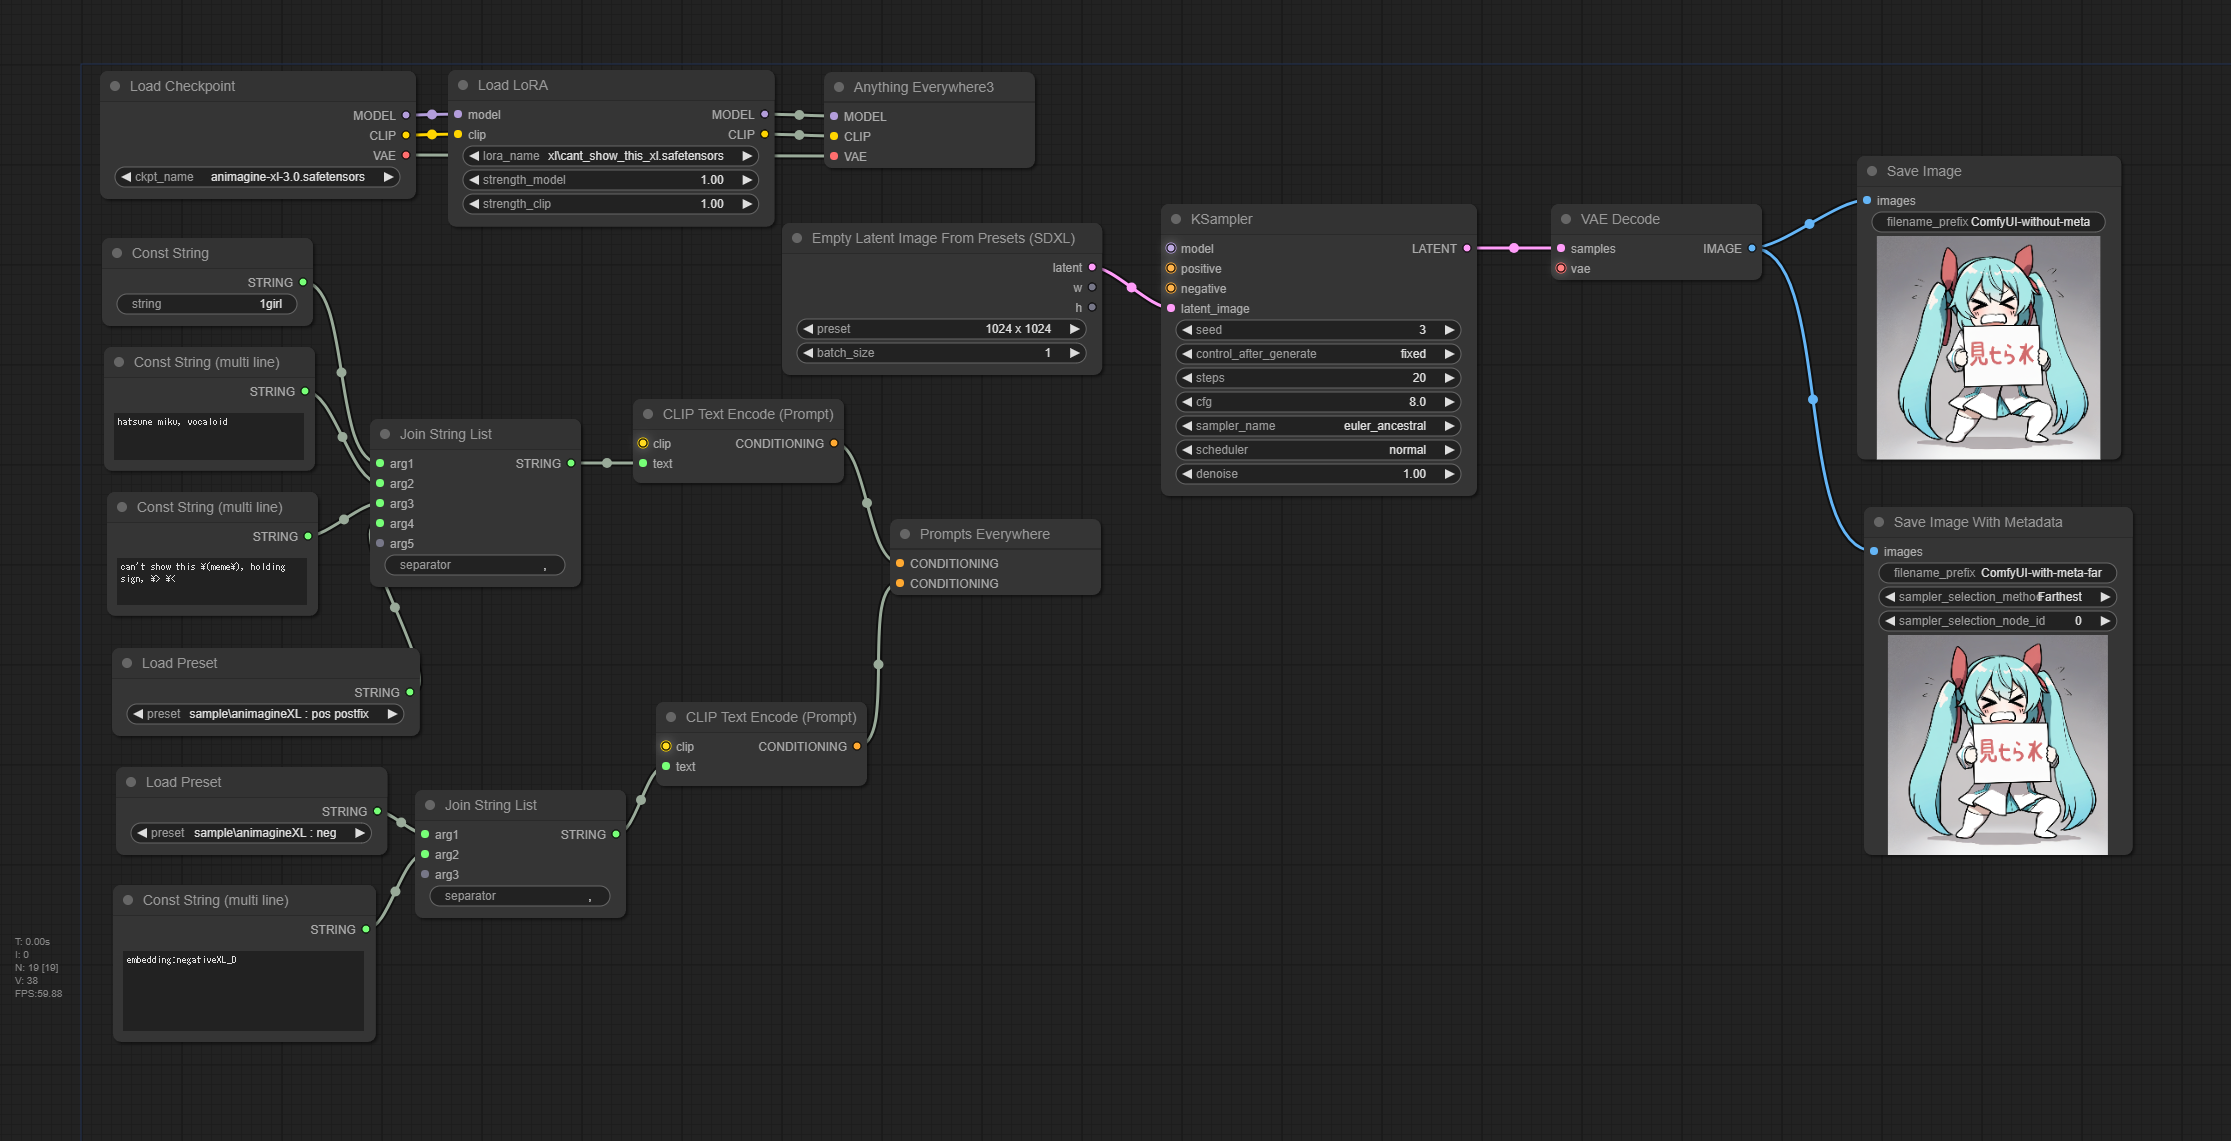 Load Checkpoint
MODEL
CLIP
VAE
ckpt_name animagine-xl-3.0.safetensors
Load LoRA
model MODEL
clip CLIP
lora_name xl\cant_show_this_xl.safetensors
strength_model 1.00
strength_clip 1.00
Anything Everywhere3
MODEL
CLIP
VAE
Const String
STRING
string 1girl
Const String (multi line)
STRING
hatsune miku, vocaloid
Const String (multi line)
STRING
can't show this ¥(meme¥), holding
sign, ¥> ¥<
Load Preset
STRING
preset sample\animagineXL : pos postfix
Load Preset
STRING
preset sample\animagineXL : neg
Const String (multi line)
STRING
embedding:negativeXL_D
Join String List
arg1 STRING
arg2
arg3
arg4
arg5
separator ,
Join String List
arg1 STRING
arg2
arg3
separator ,
CLIP Text Encode (Prompt)
clip CONDITIONING
text
CLIP Text Encode (Prompt)
clip CONDITIONING
text
Prompts Everywhere
CONDITIONING
CONDITIONING
Empty Latent Image From Presets (SDXL)
latent
w
h
preset 1024 x 1024
batch_size 1
KSampler
model LATENT
positive
negative
latent_image
seed 3
control_after_generate fixed
steps 20
cfg 8.0
sampler_name euler_ancestral
scheduler normal
denoise 1.00
VAE Decode
samples IMAGE
vae
Save Image
images
filename_prefix ComfyUI-without-meta
見せら
Save Image With Metadata
images
filename_prefix ComfyUI-with-meta-far
sampler_selection_metho Farthest
sampler_selection_node_id 0
見せら
T: 0.00s
I: 0
N: 19 [19]
V: 38
FPS:59.88